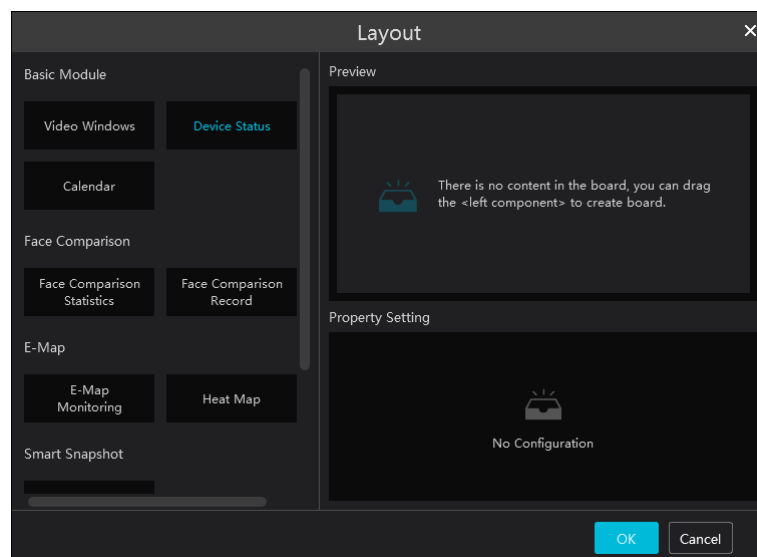 Layout
Basic Module
Video Windows
Device Status
Calendar
Face Comparison
Face Comparison
Statistics
Face Comparison
Record
E-Map
E-Map
Monitoring
Heat Map
Smart Snapshot
Preview
There is no content in the board, you can drag
the <left component> to create board.
Property Setting
No Configuration
OK
Cancel